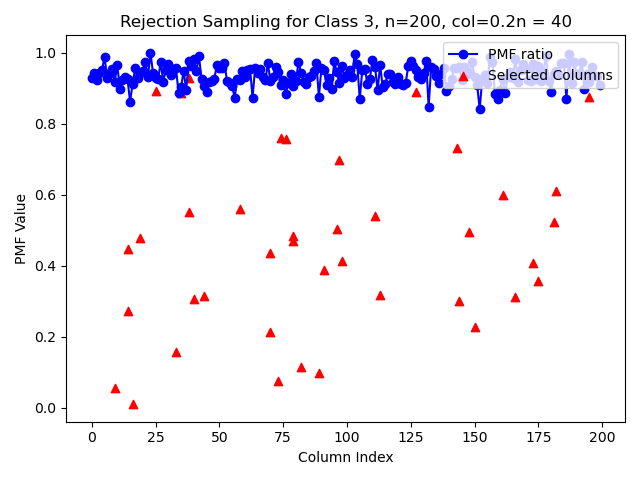 Rejection Sampling for Class 3, n=200, col=0.2n = 40
PMF ratio
Selected Columns
PMF Value
1.0
0.8
0.6
0.4
0.2
0.0
0 25 50 75 100 125 150 175 200
Column Index